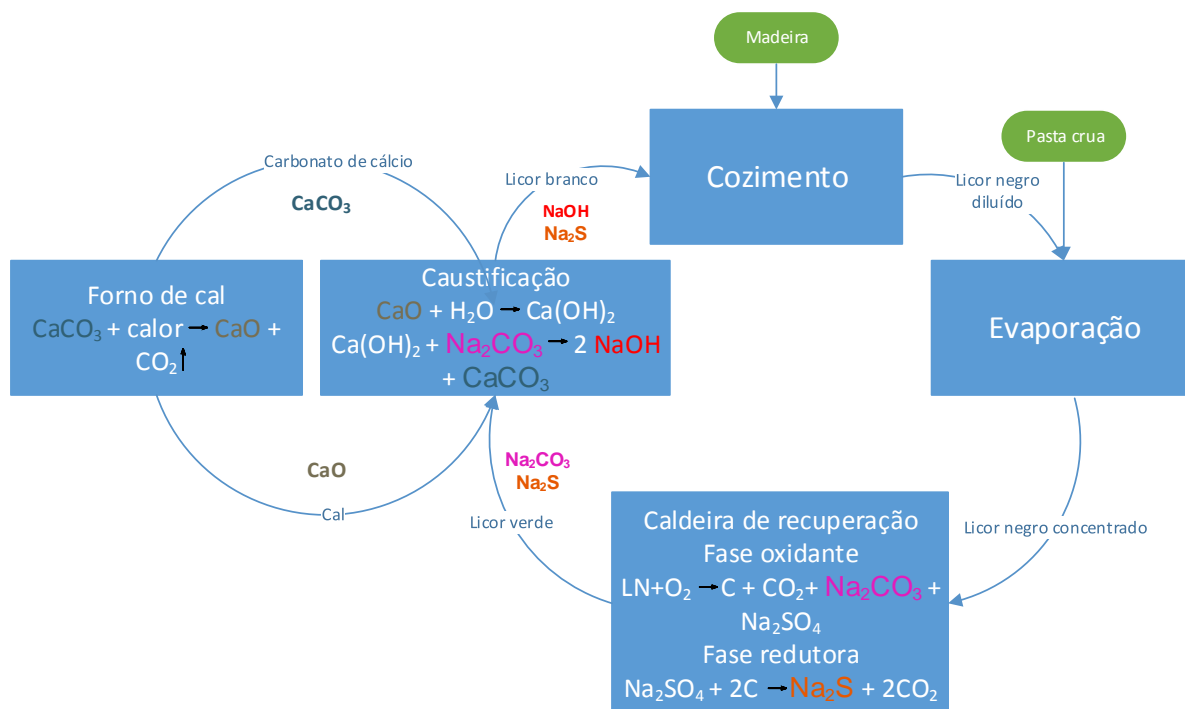 Madeira
Pasta crua
Cozimento
Carbonato de cálcio
CaCO₃
Licor branco
NaOH
Na₂S
Licor negro
diluído
Forno de cal
CaCO₃ + calor → CaO +
CO₂↑
Caustificação
CaO + H₂O → Ca(OH)₂
Ca(OH)₂ + Na₂CO₃ → 2 NaOH
+ CaCO₃
Evaporação
CaO
Cal
Na₂CO₃
Na₂S
Licor verde
Licor negro concentrado
Caldeira de recuperação
Fase oxidante
LN+O₂ → C + CO₂+ Na₂CO₃ +
Na₂SO₄
Fase redutora
Na₂SO₄ + 2C → Na₂S + 2CO₂